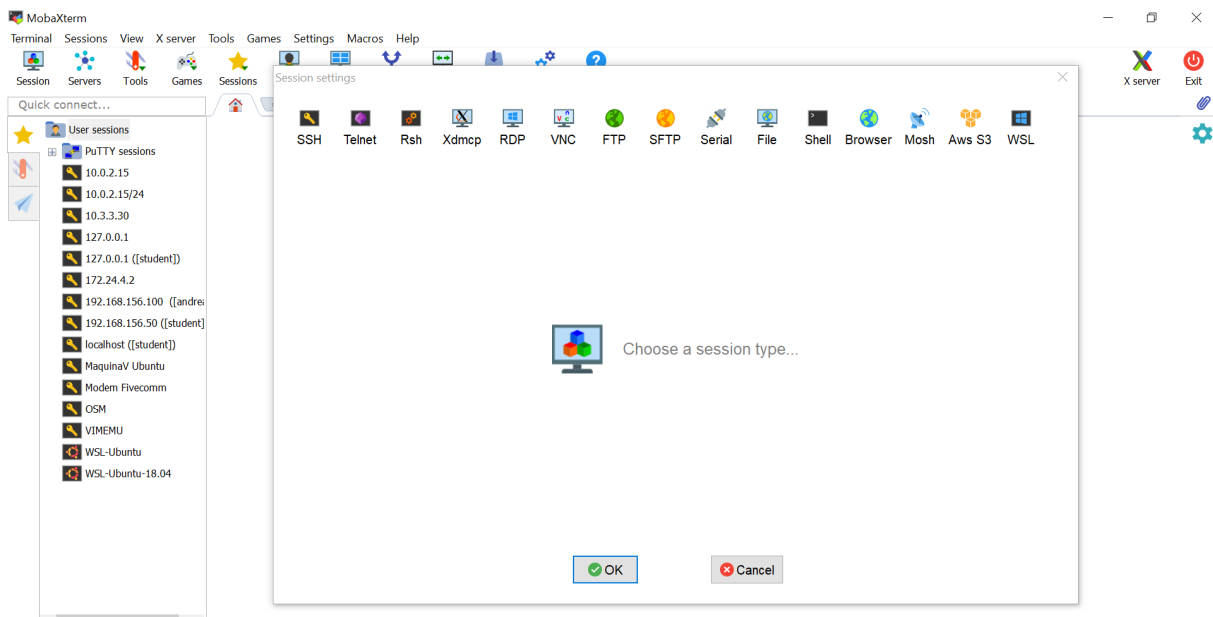 MobaXterm
Terminal Sessions View X server Tools Games Settings Macros Help
Session Servers Tools Games Sessions X server Exit
Session settings
Quick connect...
SSH Telnet Rsh Xdmcp RDP VNC FTP SFTP Serial File Shell Browser Mosh Aws S3 WSL
User sessions
PuTTY sessions
10.0.2.15
10.0.2.15/24
10.3.3.30
127.0.0.1
127.0.0.1 ([student])
172.24.4.2
192.168.156.100 ([andre
192.168.156.50 ([student]
localhost ([student])
MaquinaV Ubuntu
Modem Fivecomm
OSM
VIMEMU
WSL-Ubuntu
WSL-Ubuntu-18.04
Choose a session type...
OK Cancel